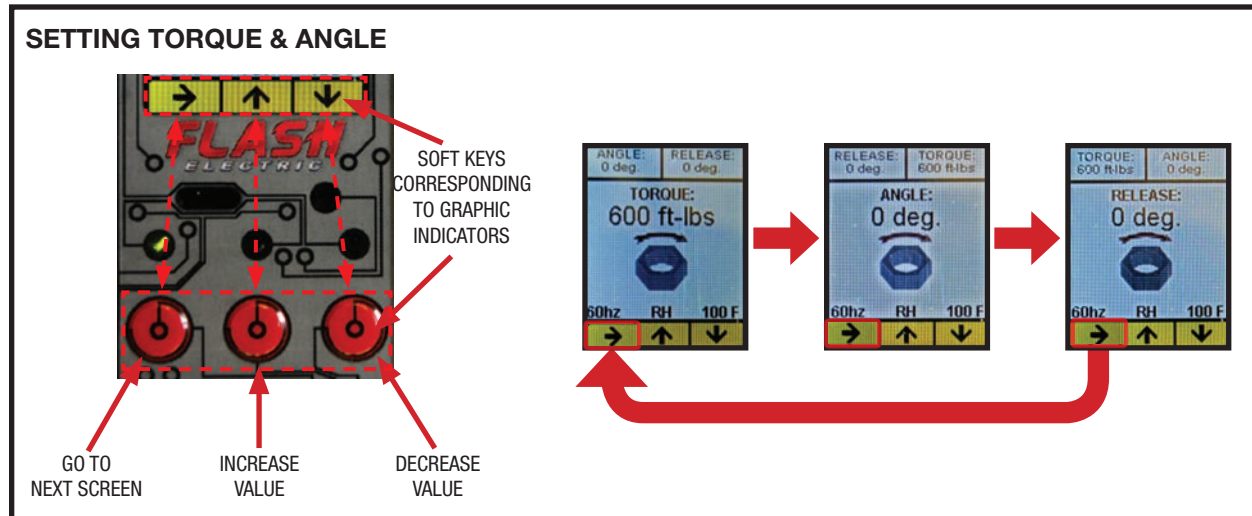 SETTING TORQUE & ANGLE
FLASH
ELECTRIC
SOFT KEYS
CORRESPONDING
TO GRAPHIC
INDICATORS
GO TO
NEXT SCREEN
INCREASE
VALUE
DECREASE
VALUE
ANGLE:
0 deg.
RELEASE:
0 deg.
TORQUE:
600 ft-lbs
60hz RH 100 F
RELEASE:
0 deg.
TORQUE:
600 ft-lbs
ANGLE:
0 deg.
60hz RH 100 F
TORQUE:
600 ft-lbs
ANGLE:
0 deg.
RELEASE:
0 deg.
60hz RH 100 F